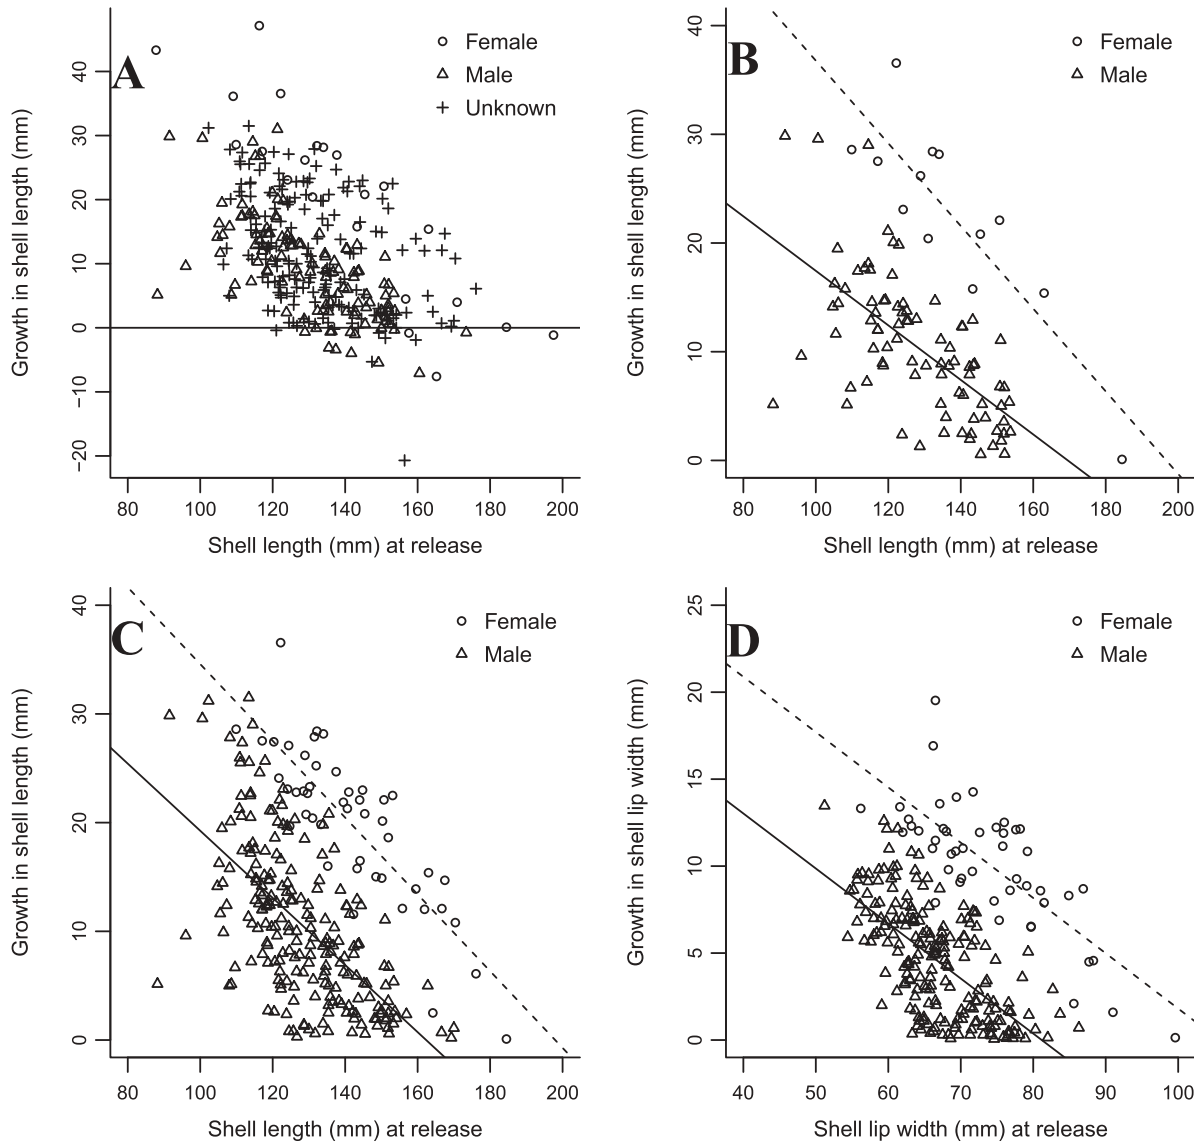 A
Female
Male
Unknown
Growth in shell length (mm)
40
30
20
10
0
−10
−20
80 100 120 140 160 180 200
Shell length (mm) at release
B
Female
Male
Growth in shell length (mm)
40
30
20
10
0
80 100 120 140 160 180 200
Shell length (mm) at release
C
Female
Male
Growth in shell length (mm)
40
30
20
10
0
80 100 120 140 160 180 200
Shell length (mm) at release
D
Female
Male
Growth in shell lip width (mm)
25
20
15
10
5
0
40 50 60 70 80 90 100
Shell lip width (mm) at release